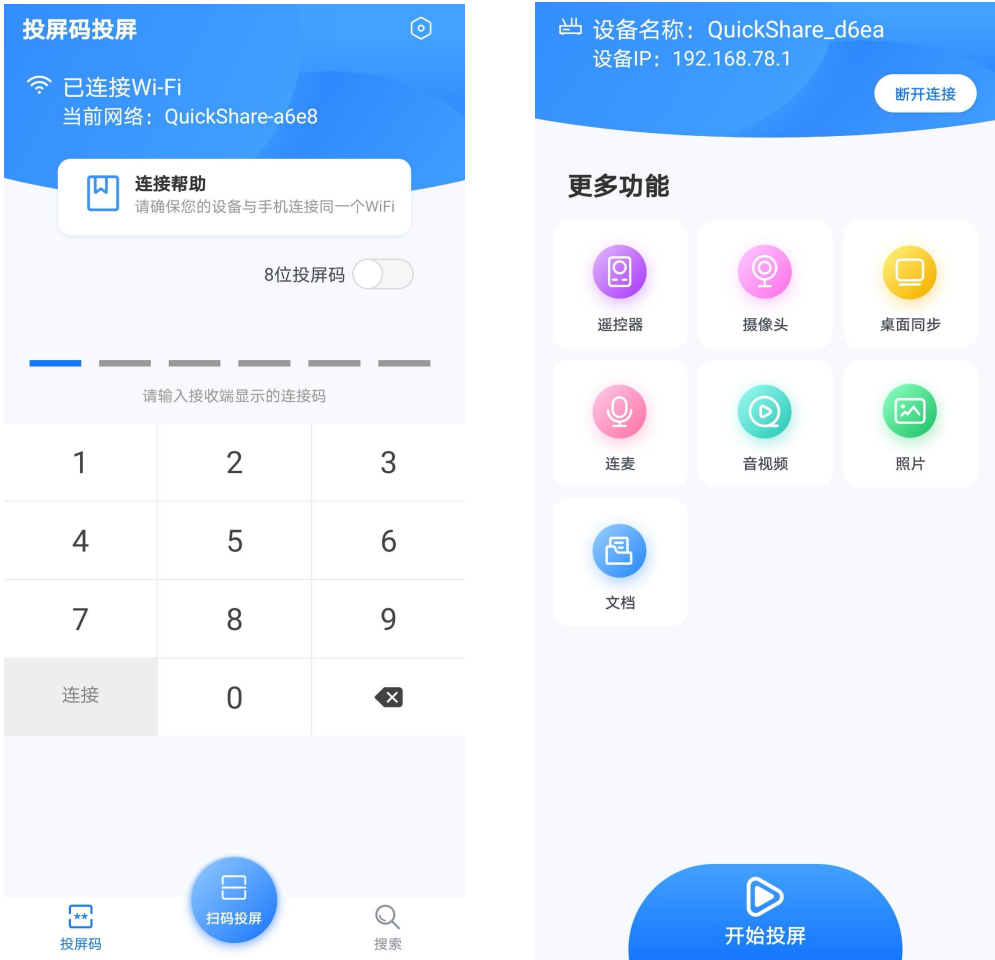 投屏码投屏
已连接Wi-Fi
当前网络：QuickShare-a6e8
连接帮助
请确保您的设备与手机连接同一个WiFi
8位投屏码
请输入接收端显示的连接码
1 2 3
4 5 6
7 8 9
连接 0
**
投屏码
扫码投屏
搜索
设备名称：QuickShare_d6ea
设备IP：192.168.78.1
断开连接
更多功能
遥控器 摄像头 桌面同步
连麦 音视频 照片
文档
开始投屏